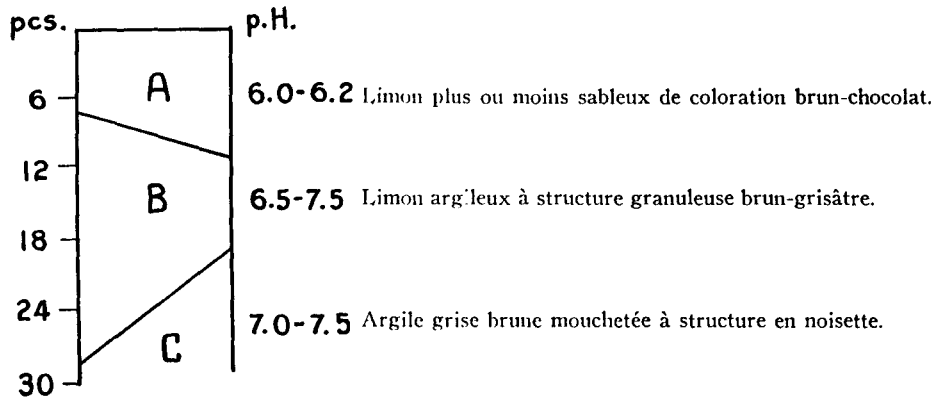 pcs. p.H.
A
6 6.0-6.2 Limon plus ou moins sableux de coloration brun-chocolat.
12
B 6.5-7.5 Limon argileux à structure granuleuse brun-grisâtre.
18
24
7.0-7.5 Argile grise brune mouchetée à structure en noisette.
C
30